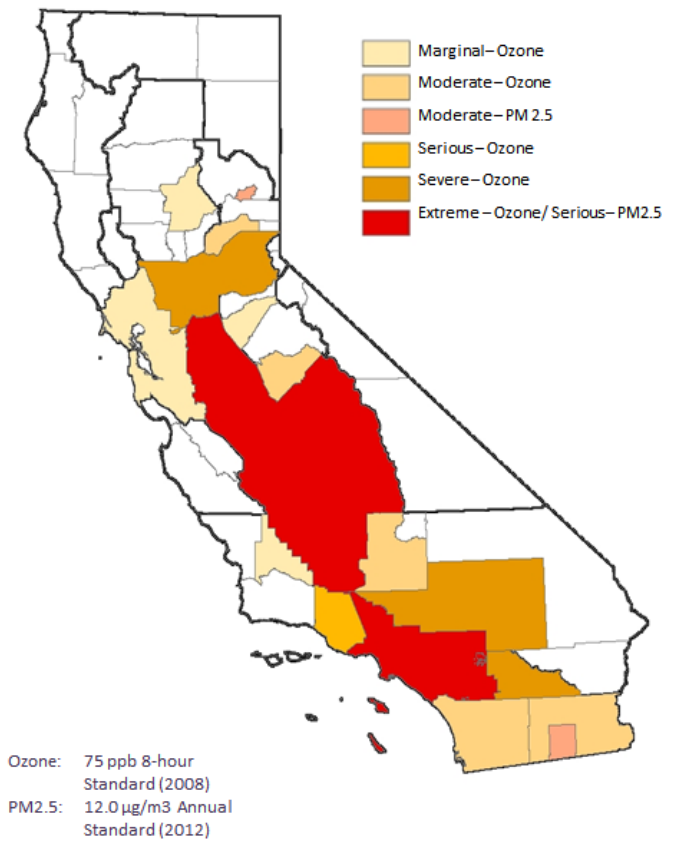 Marginal–Ozone
Moderate–Ozone
Moderate–PM 2.5
Serious–Ozone
Severe–Ozone
Extreme–Ozone/ Serious–PM2.5
Ozone: 75 ppb 8-hour
Standard (2008)
PM2.5: 12.0 µg/m3 Annual
Standard (2012)